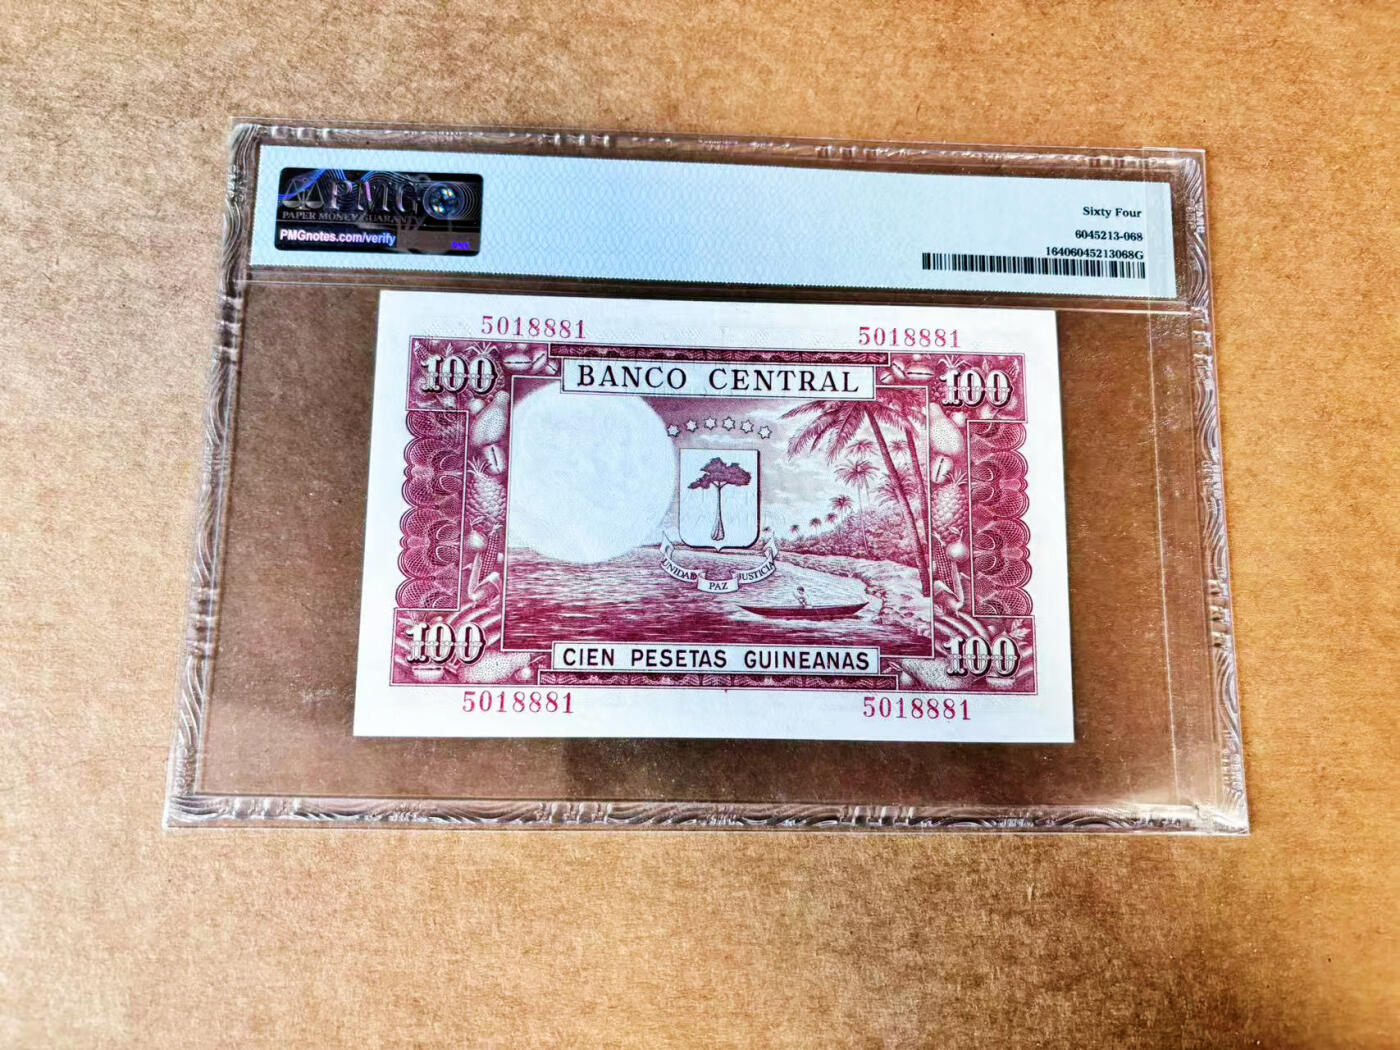 PMG
PAPER MONEY GUARANTY
PMGnotes.com/verify
Sixty Four
6045213-068
16406045213068G
5018881 5018881
100 BANCO CENTRAL 100
UNIDAD PAZ JUSTICIA
100 CIEN PESETAS GUINEANAS 100
5018881 5018881